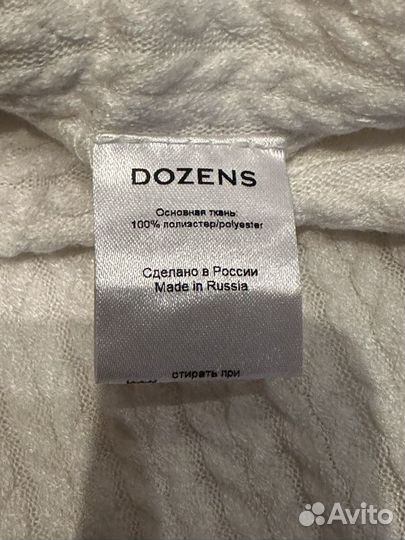 DOZENS
Основная ткань:
100% полиэстер/polyester
Сделано в России
Made in Russia
стирать при
Avito